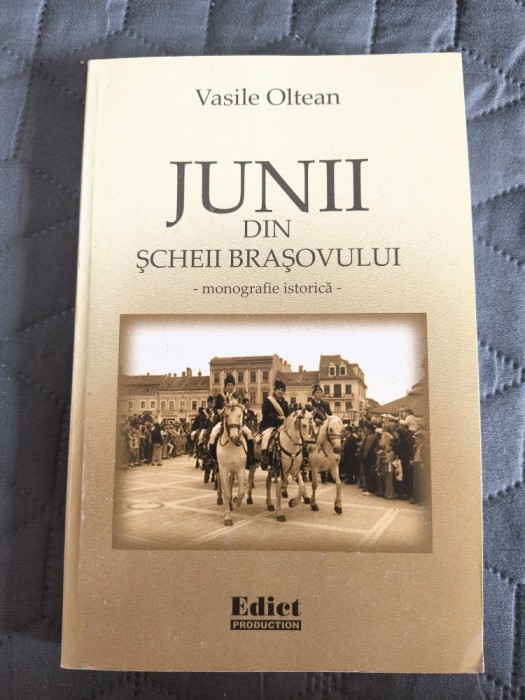 Vasile Oltean
JUNII
DIN
ŞCHEII BRAŞOVULUI
- monografie istorică -
Edict
PRODUCTION